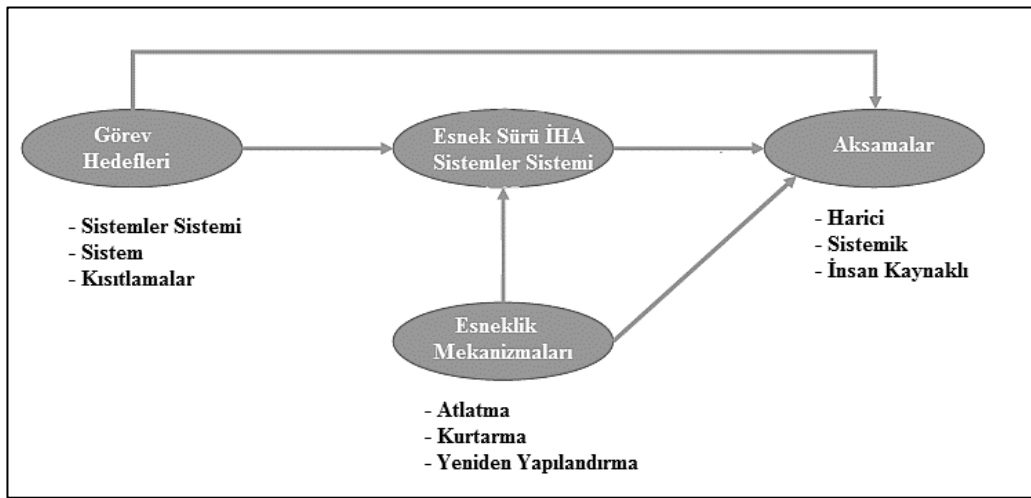 Görev
Hedefleri
Esnek Sürü İHA
Sistemler Sistemi
Aksamalar
- Sistemler Sistemi
- Sistem
- Kısıtlamalar
- Harici
- Sistemik
- İnsan Kaynaklı
Esneklik
Mekanizmaları
- Atlatma
- Kurtarma
- Yeniden Yapılandırma